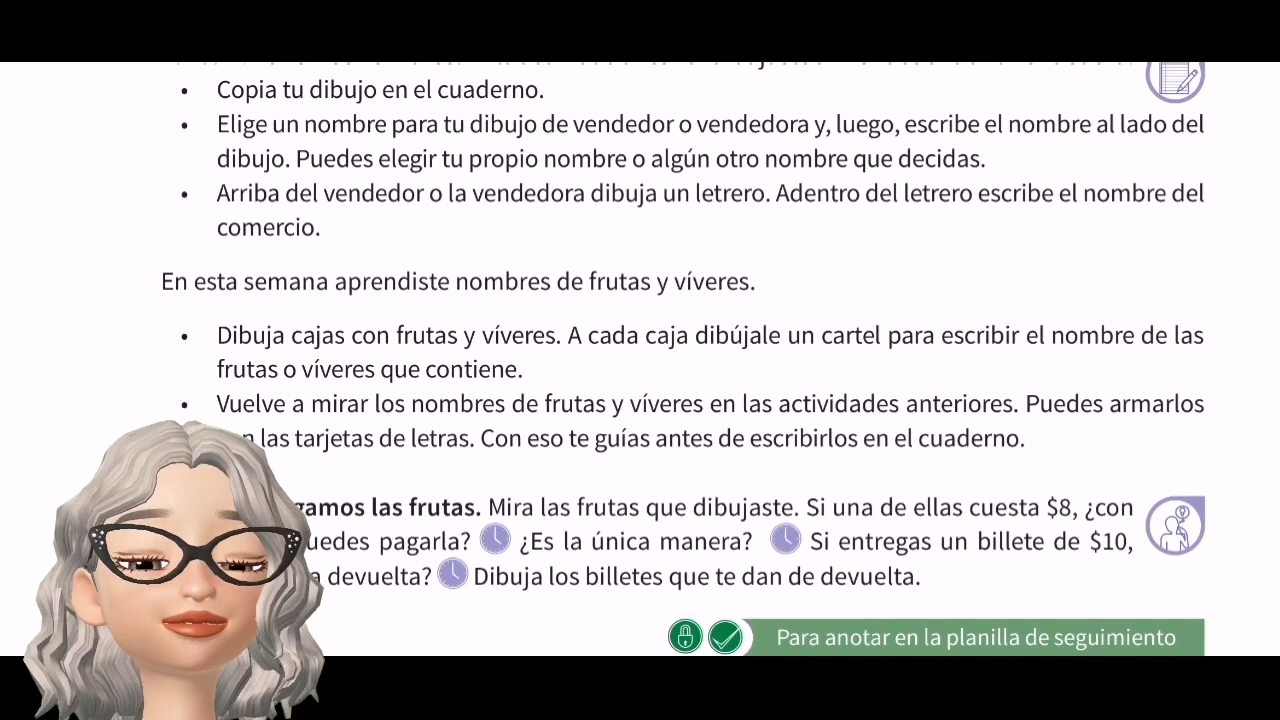 Copia tu dibujo en el cuaderno.
Elige un nombre para tu dibujo de vendedor o vendedora y, luego, escribe el nombre al lado del
dibujo. Puedes elegir tu propio nombre o algún otro nombre que decidas.
Arriba del vendedor o la vendedora dibuja un letrero. Adentro del letrero escribe el nombre del
comercio.
En esta semana aprendiste nombres de frutas y víveres.
Dibuja cajas con frutas y víveres. A cada caja dibújale un cartel para escribir el nombre de las
frutas o víveres que contiene.
Vuelve a mirar los nombres de frutas y víveres en las actividades anteriores. Puedes armarlos
las tarjetas de letras. Con eso te guías antes de escribirlos en el cuaderno.
las frutas. Mira las frutas que dibujaste. Si una de ellas cuesta $8, ¿con
pagarla? ¿Es la única manera? Si entregas un billete de $10,
devuelta? Dibuja los billetes que te dan de devuelta.
Para anotar en la planilla de seguimiento